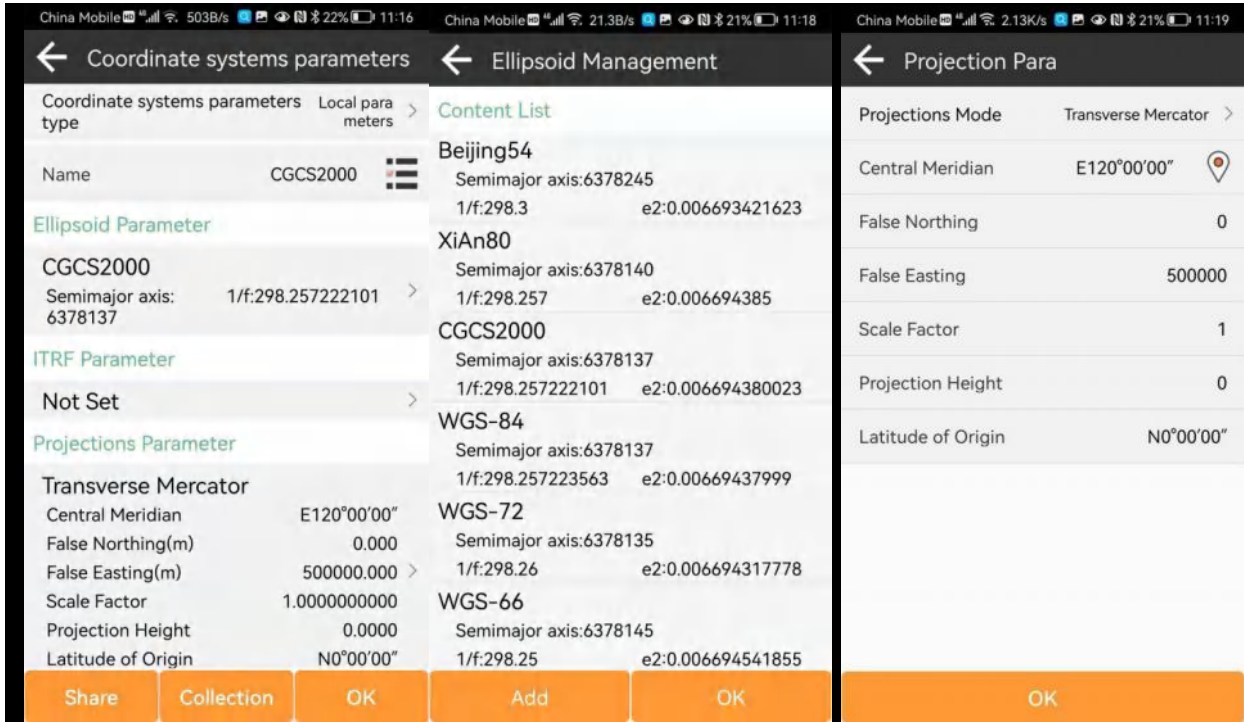 China Mobile HD 4G 503B/s 22% 11:16
Coordinate systems parameters
Coordinate systems parameters type Local para meters
Name CGCS2000
Ellipsoid Parameter
CGCS2000
Semimajor axis: 6378137 1/f:298.257222101
ITRF Parameter
Not Set
Projections Parameter
Transverse Mercator
Central Meridian E120°00'00"
False Northing(m) 0.000
False Easting(m) 500000.000
Scale Factor 1.0000000000
Projection Height 0.0000
Latitude of Origin N0°00'00"
Share Collection OK
China Mobile HD 4G 21.3B/s 21% 11:18
Ellipsoid Management
Content List
Beijing54
Semimajor axis:6378245
1/f:298.3 e2:0.006693421623
XiAn80
Semimajor axis:6378140
1/f:298.257 e2:0.006694385
CGCS2000
Semimajor axis:6378137
1/f:298.257222101 e2:0.006694380023
WGS-84
Semimajor axis:6378137
1/f:298.257223563 e2:0.00669437999
WGS-72
Semimajor axis:6378135
1/f:298.26 e2:0.006694317778
WGS-66
Semimajor axis:6378145
1/f:298.25 e2:0.006694541855
Add OK
China Mobile HD 4G 2.13K/s 21% 11:19
Projection Para
Projections Mode Transverse Mercator
Central Meridian E120°00'00"
False Northing 0
False Easting 500000
Scale Factor 1
Projection Height 0
Latitude of Origin N0°00'00"
OK